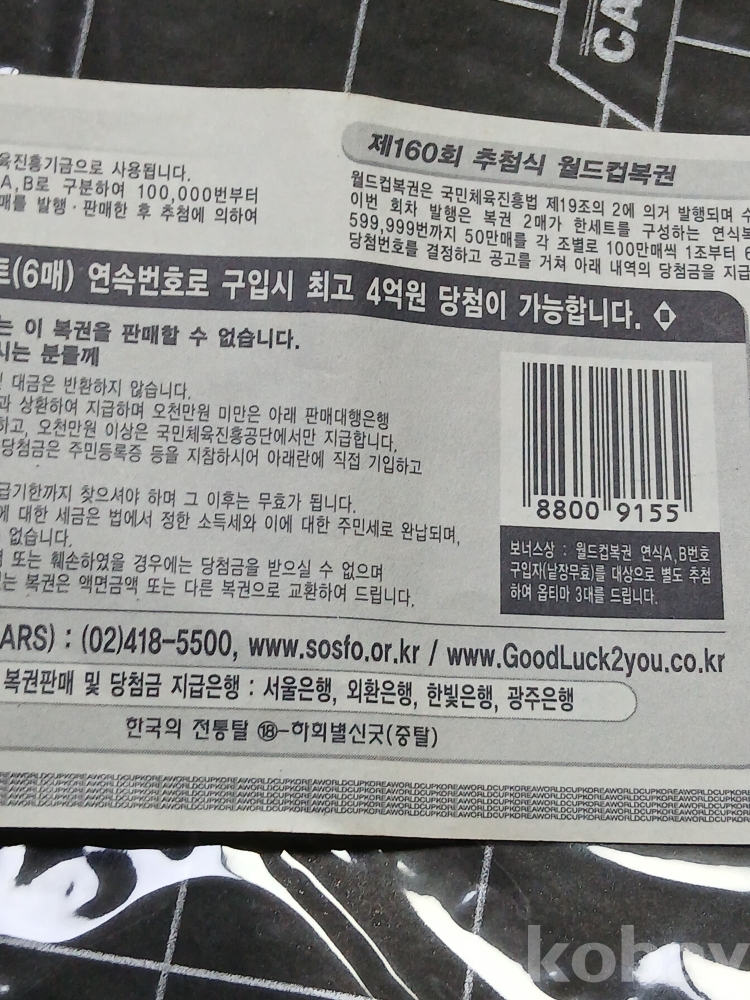 CA
제160회 추첨식 월드컵복권
월드컵복권은 국민체육진흥법 제19조의 2에 의거 발행되며 수
이번 회차 발행은 복권 2매가 한세트를 구성하는 연식복
599,999번까지 50만매를 각 조별로 100만매씩 1조부터 6
당첨번호를 결정하고 공고를 거쳐 아래 내역의 당첨금을 지급
육진흥기금으로 사용됩니다.
A,B로 구분하여 100,000번부터
매를 발행·판매한 후 추첨에 의하여
트(6매) 연속번호로 구입시 최고 4억원 당첨이 가능합니다.
는 이 복권을 판매할 수 없습니다.
시는 분들께
대금은 반환하지 않습니다.
과 상환하여 지급하며 오천만원 미만은 아래 판매대행은행
하고, 오천만원 이상은 국민체육진흥공단에서만 지급합니다.
당첨금은 주민등록증 등을 지참하시어 아래란에 직접 기입하고
급기한까지 찾으셔야 하며 그 이후는 무효가 됩니다.
에 대한 세금은 법에서 정한 소득세와 이에 대한 주민세로 완납되며,
없습니다.
또는 훼손하였을 경우에는 당첨금을 받으실 수 없으며
있는 복권은 액면금액 또는 다른 복권으로 교환하여 드립니다.
8800 9155
보너스상 : 월드컵복권 연식A,B번호
구입자(낱장무효)를 대상으로 별도 추첨
하여 옵티마 3대를 드립니다.
ARS) : (02)418-5500, www.sosfo.or.kr / www.GoodLuck2you.co.kr
복권판매 및 당첨금 지급은행 : 서울은행, 외환은행, 한빛은행, 광주은행
한국의 전통탈 ⑱-하회별신굿(중탈)
KOREAWORLDCUPKOREAWORLDCUPKOREAWORLDCUPKOREAWORLDCUP
kobay